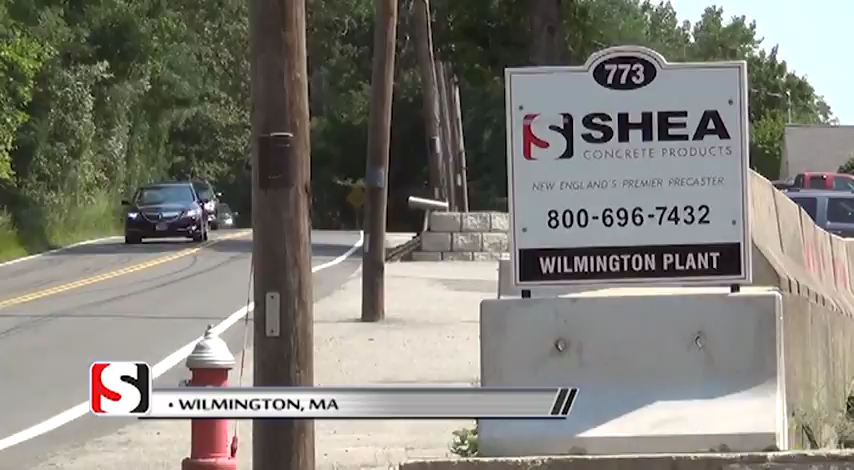 773
S SHEA
CONCRETE PRODUCTS
NEW ENGLAND'S PREMIER PRECASTER
800-696-7432
WILMINGTON PLANT
S • WILMINGTON, MA